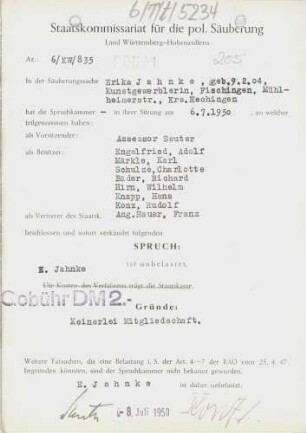 6/T/H/5234
Staatskommissariat für die pol. Säuberung
Land Württemberg-Hohenzollern
Az.: 6/XV/835
205
In der Säuberungssache Erika J a h n k e , geb.9.2.04,
Kunstgewerblerin, Fischingen, Mühl-
heimerstr., Krs.Hechingen
hat die Spruchkammer — in ihrer Sitzung am 6.7.1950 , an welcher
teilgenommen haben:
als Vorsitzender: Assessor Sauter
als Beisitzer: Engelfried, Adolf
Märkle, Karl
Schulze,Charlotte
Bader, Richard
Hirn, Wilhelm
Knapp, Hans
Konz, Rudolf
als Vertreter des Staatsk. Ang.Hauer, Franz
beschlossen und sofort verkündet folgenden
SPRUCH:
E. Jahnke ist unbelastet.
Die Kosten des Verfahrens trägt die Staatskasse.
Gebühr DM 2.-
Gründe:
Keinerlei Mitgliedschaft.
Weitere Tatsachen, die eine Belastung i. S. der Art. 4—7 der RAO vom 25. 4. 47
begründen könnten, sind der Spruchkammer nicht bekannt geworden.
E. J a h n k e ist daher unbelastet.
8. Juli 1950